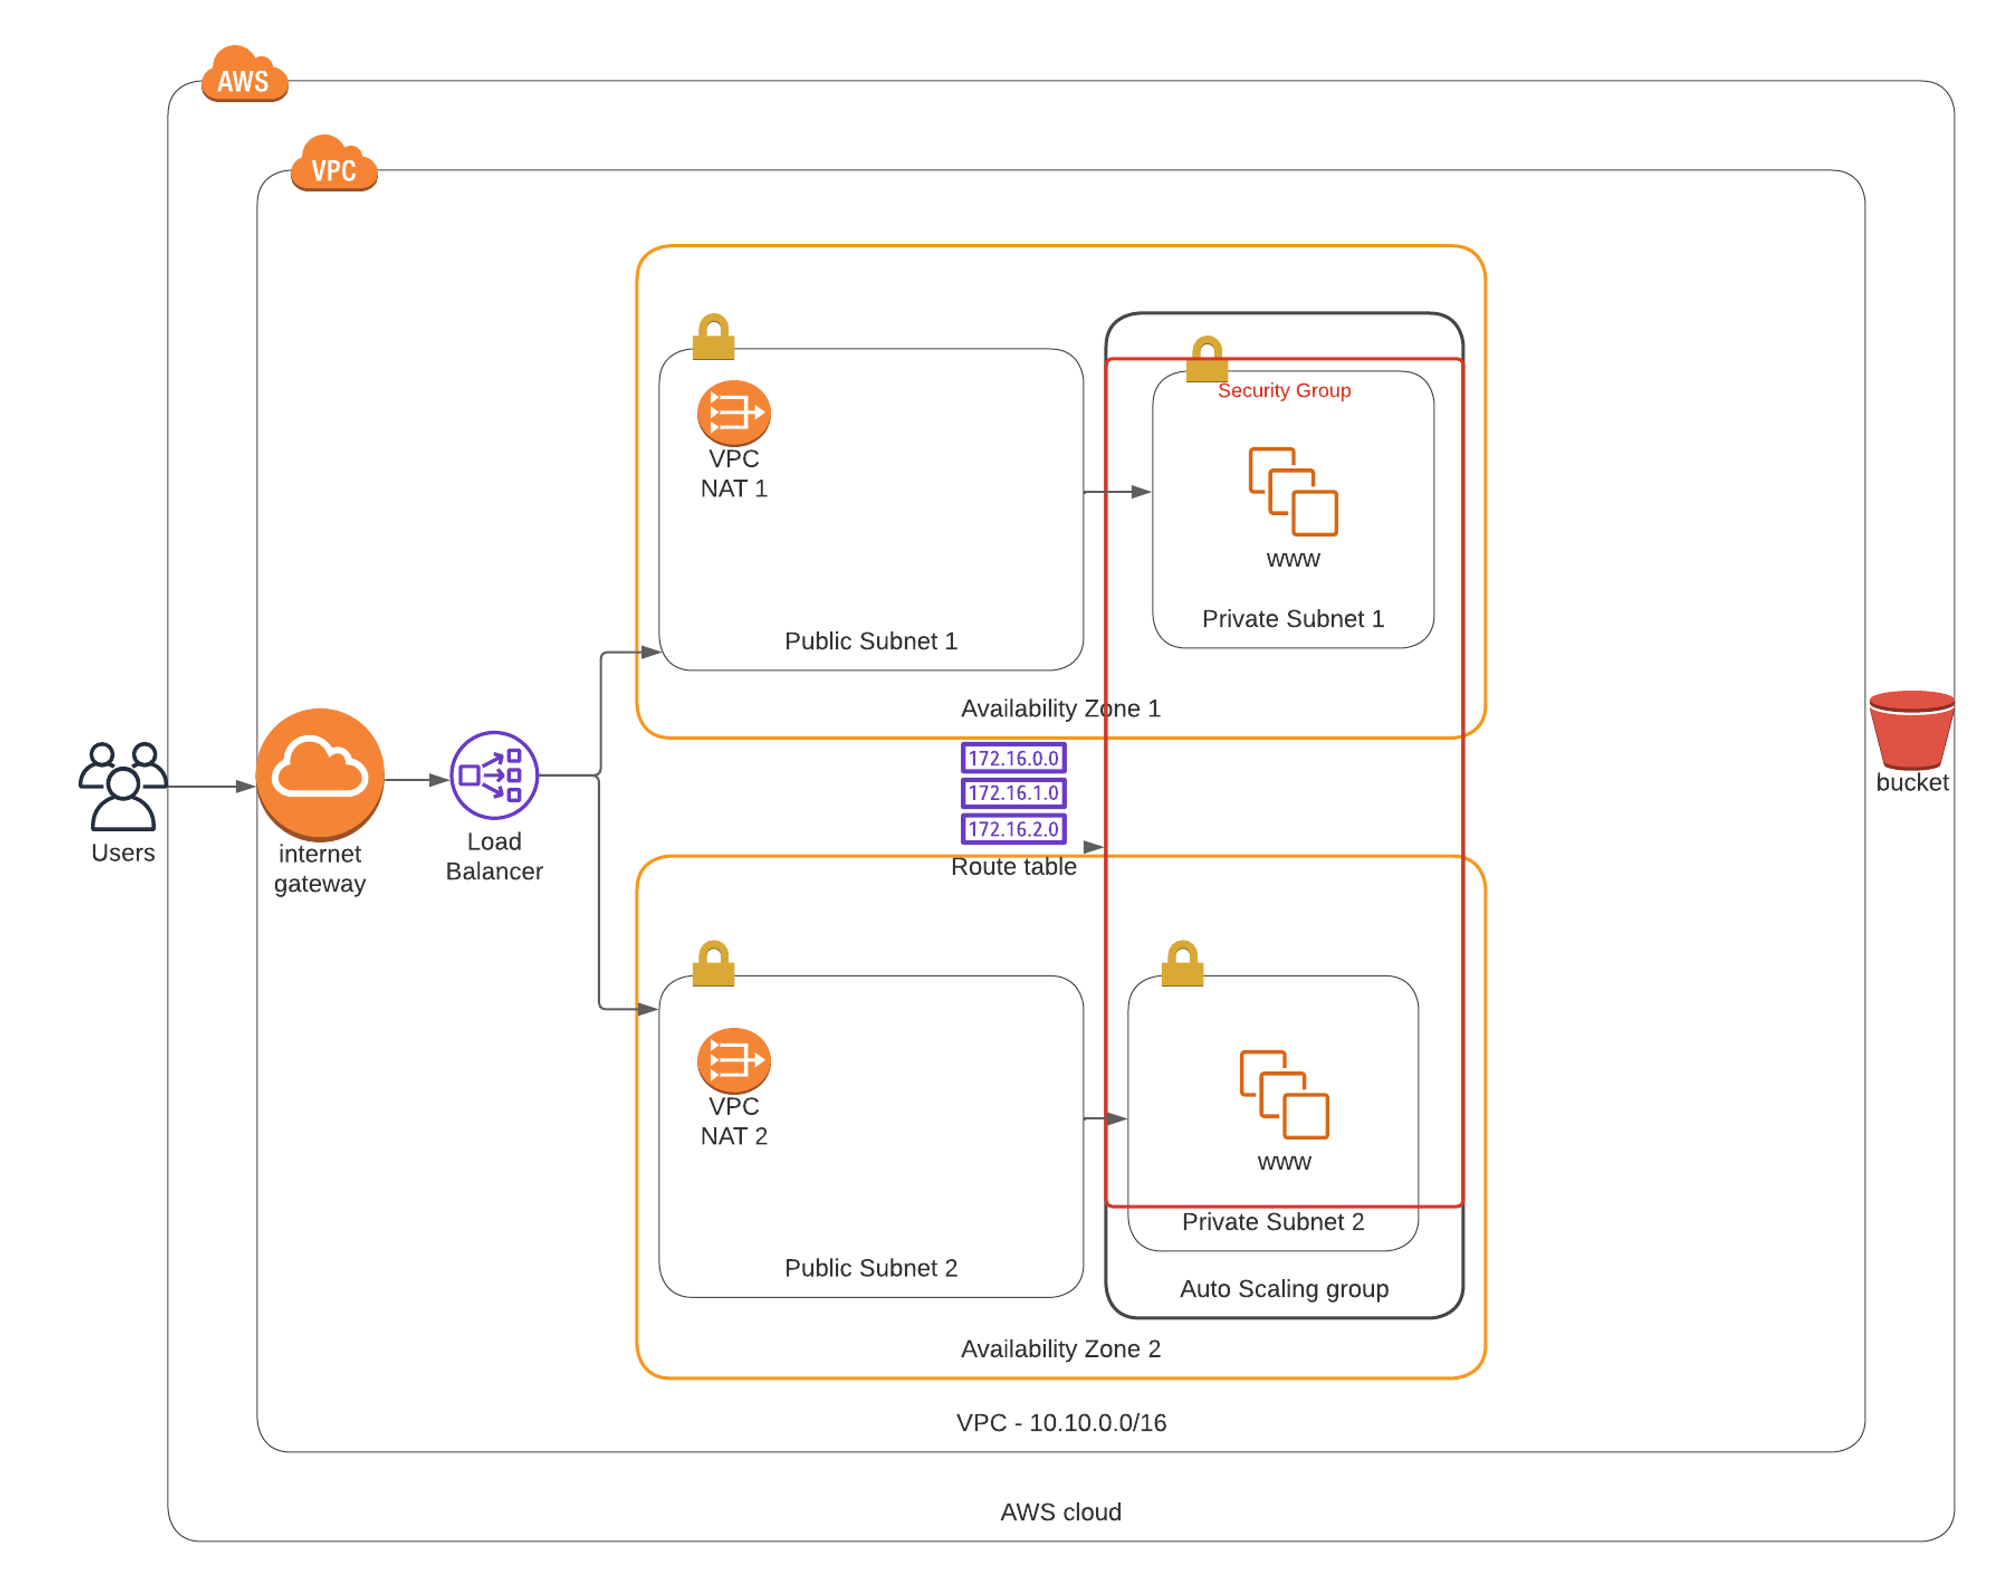 AWS
VPC
VPC
NAT 1
Public Subnet 1
Security Group
www
Private Subnet 1
Availability Zone 1
172.16.0.0
172.16.1.0
172.16.2.0
Route table
Users
internet
gateway
Load
Balancer
bucket
VPC
NAT 2
Public Subnet 2
www
Private Subnet 2
Auto Scaling group
Availability Zone 2
VPC - 10.10.0.0/16
AWS cloud